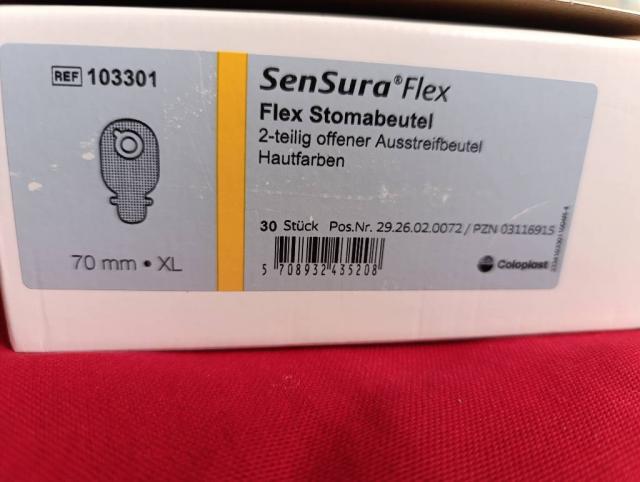 REF 103301
70 mm • XL
SenSura® Flex
Flex Stomabeutel
2-teilig offener Ausstreifbeutel
Hautfarben
30 Stück Pos.Nr. 29.26.02.0072 / PZN 03116915
5 708932 435208
Coloplast